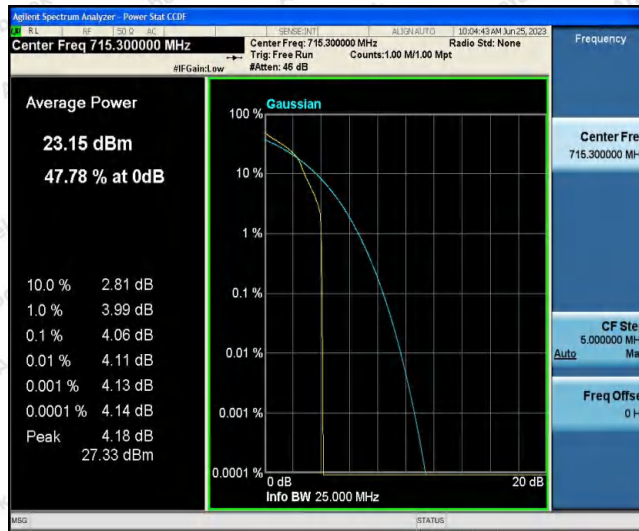 Agilent Spectrum Analyzer - Power Stat CCDF
RL RF 50 Ω AC SENSE:INT ALIGN AUTO 10:04:43 AM Jun 25, 2023
Center Freq 715.300000 MHz
Center Freq: 715.300000 MHz Radio Std: None
Trig: Free Run Counts:1.00 M/1.00 Mpt
#IFGain:Low #Atten: 46 dB
Frequency
Average Power
23.15 dBm
47.78 % at 0dB
10.0 % 2.81 dB
1.0 % 3.99 dB
0.1 % 4.06 dB
0.01 % 4.11 dB
0.001 % 4.13 dB
0.0001 % 4.14 dB
Peak 4.18 dB
27.33 dBm
Gaussian
100 %
10 %
1 %
0.1 %
0.01 %
0.001 %
0.0001 %
0 dB 20 dB
Info BW 25.000 MHz
Center Fre
715.300000 MH
CF Ste
5.000000 MH
Auto Ma
Freq Offse
0 H
MSG STATUS